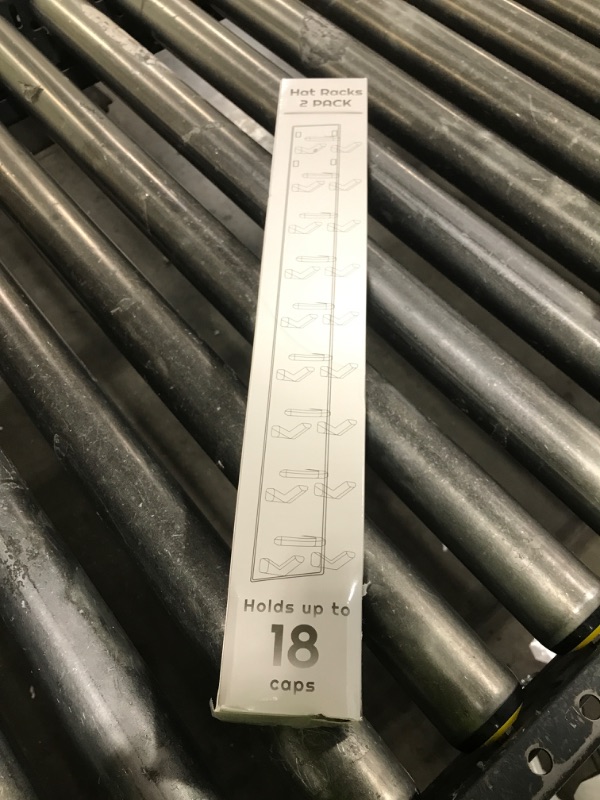 Hat Racks
2 PACK
Holds up to
18
caps